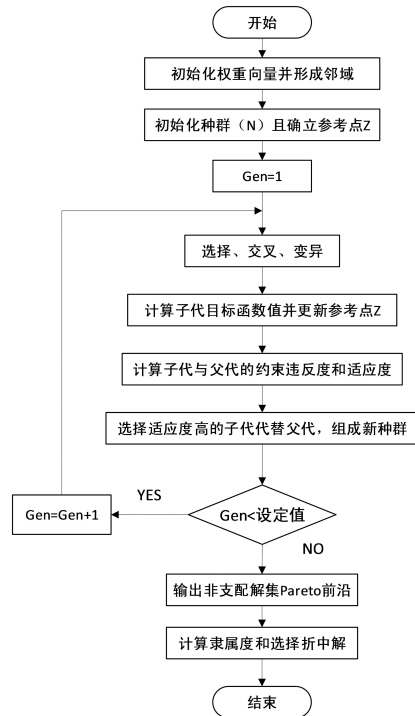 开始
初始化权重向量并形成邻域
初始化种群（N）且确立参考点Z
Gen=1
选择、交叉、变异
计算子代目标函数值并更新参考点Z
计算子代与父代的约束违反度和适应度
选择适应度高的子代代替父代，组成新种群
YES
Gen=Gen+1
Gen<设定值
NO
输出非支配解集Pareto前沿
计算隶属度和选择折中解
结束